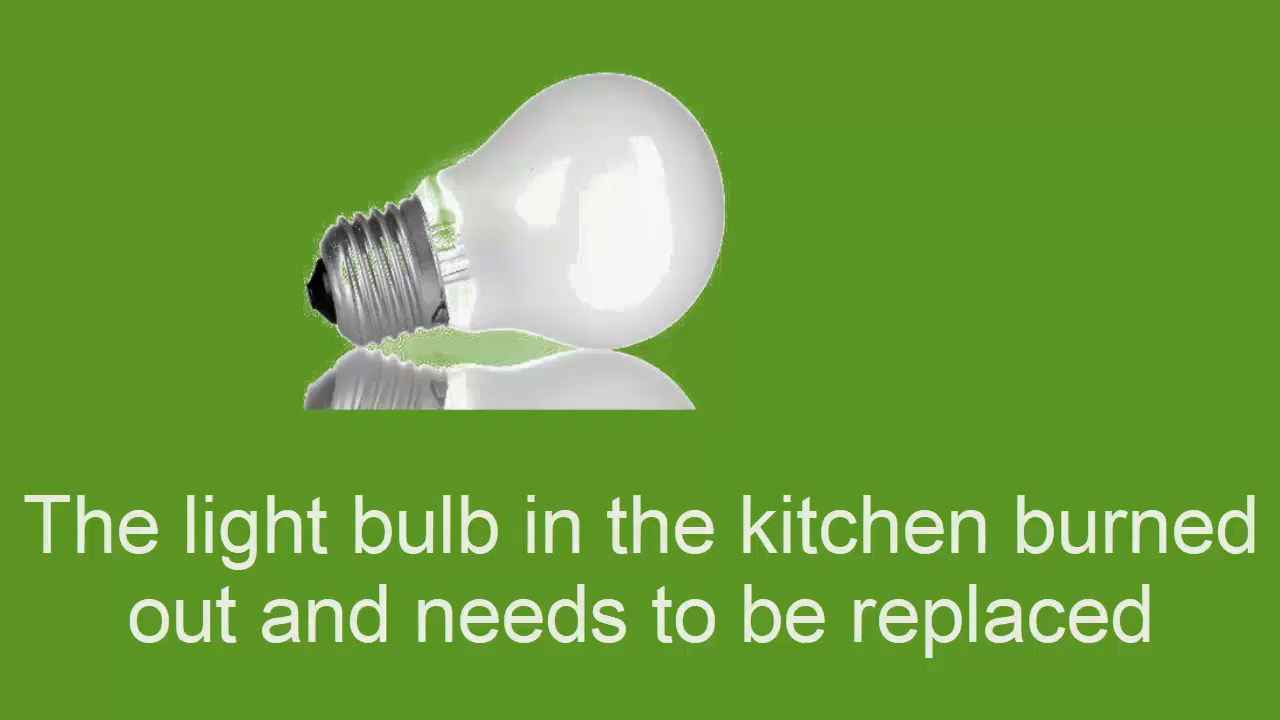 The light bulb in the kitchen burned
out and needs to be replaced